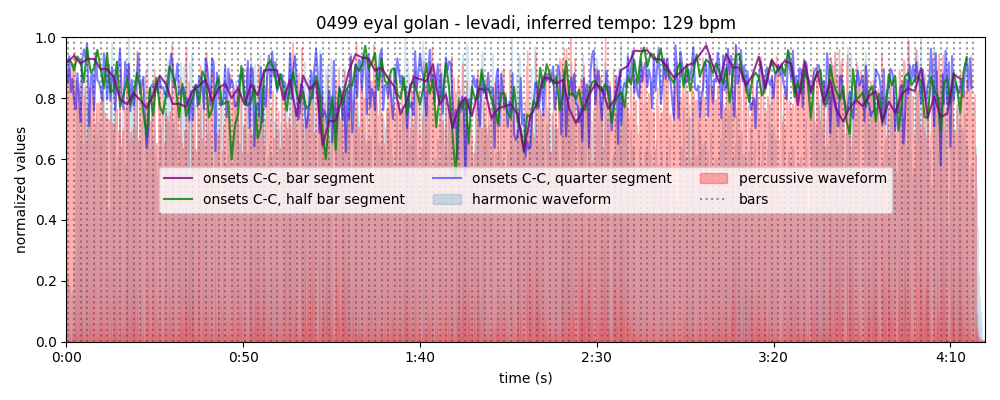 0499 eyal golan - levadi, inferred tempo: 129 bpm
normalized values
1.0
0.8
0.6
0.4
0.2
0.0
onsets C-C, bar segment
onsets C-C, half bar segment
onsets C-C, quarter segment
harmonic waveform
percussive waveform
bars
0:00
0:50
1:40
2:30
3:20
4:10
time (s)